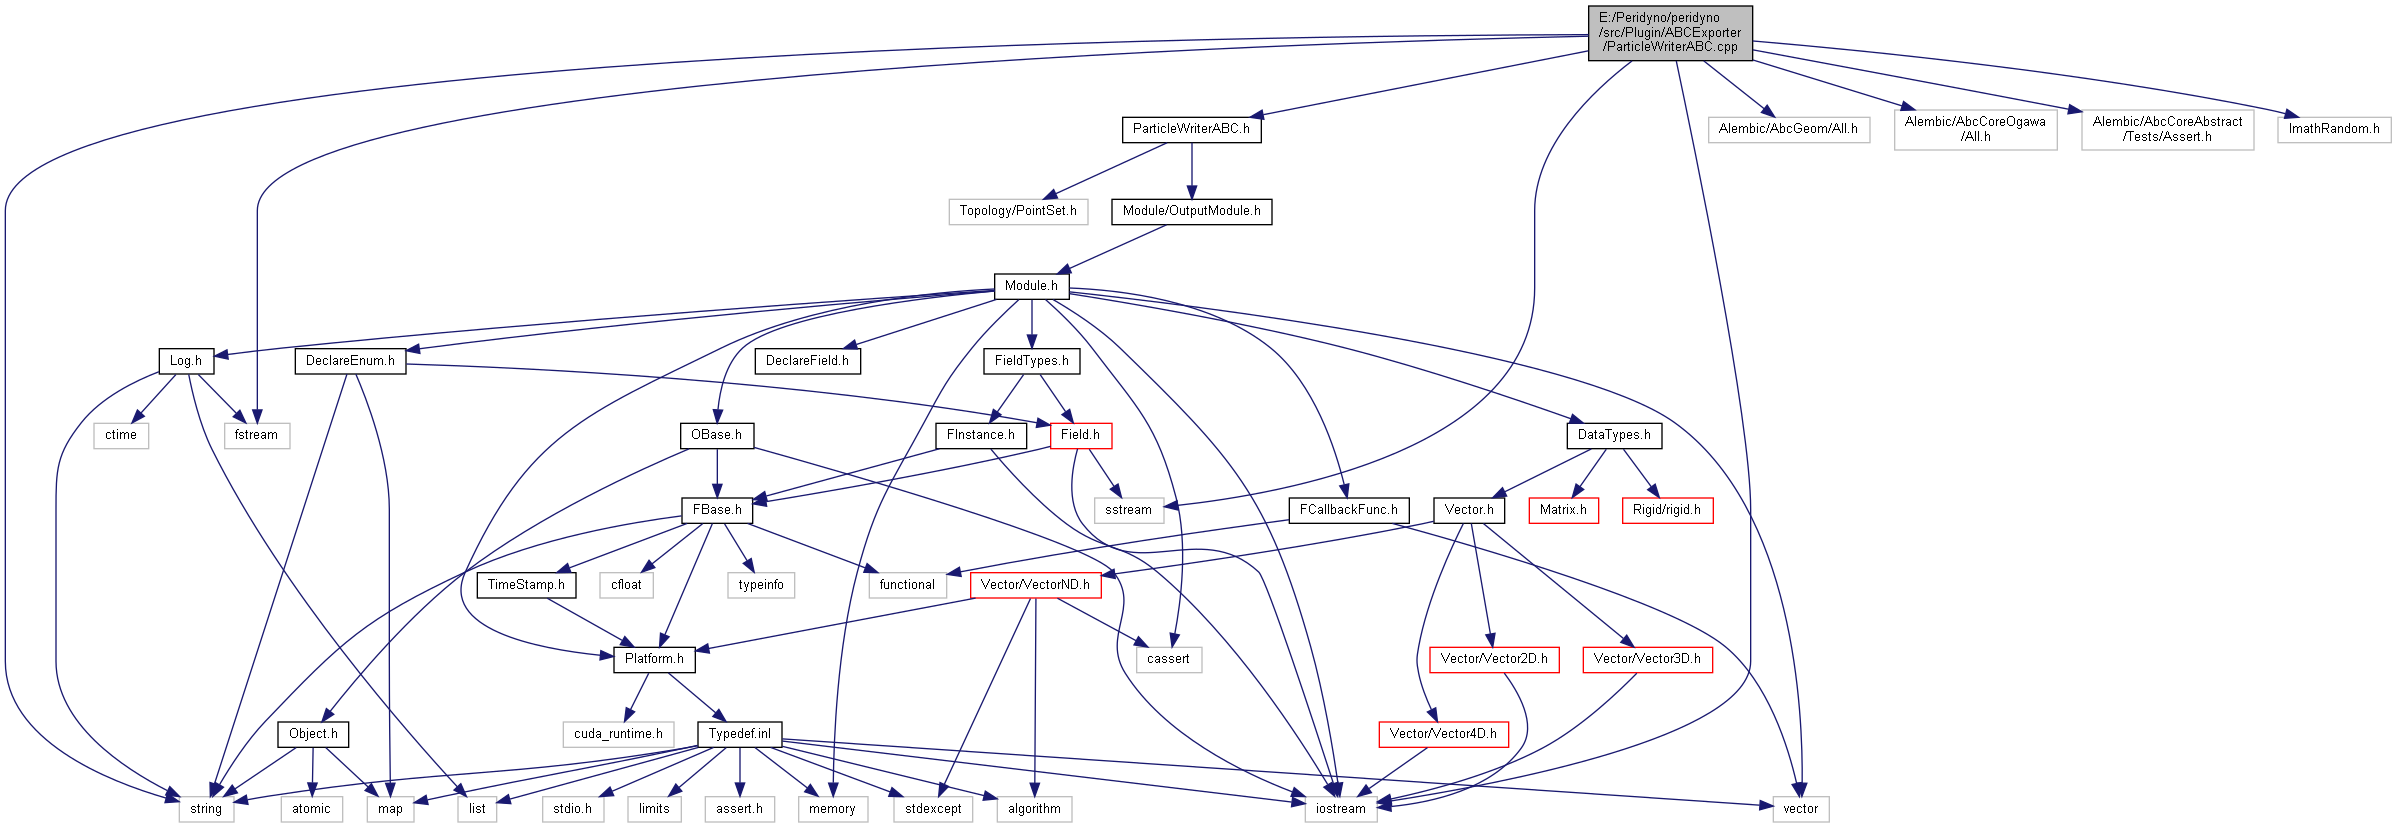 E:/Peridyno/peridyno
/src/Plugin/ABCExporter
/ParticleWriterABC.cpp
ParticleWriterABC.h
Alembic/AbcGeom/All.h
Alembic/AbcCoreOgawa
/All.h
Alembic/AbcCoreAbstract
/Tests/Assert.h
ImathRandom.h
Topology/PointSet.h
Module/OutputModule.h
Module.h
Log.h
DeclareEnum.h
DeclareField.h
FieldTypes.h
ctime
fstream
OBase.h
FInstance.h
Field.h
DataTypes.h
FBase.h
sstream
FCallbackFunc.h
Vector.h
Matrix.h
Rigid/rigid.h
TimeStamp.h
cfloat
typeinfo
functional
Vector/VectorND.h
Platform.h
cassert
Vector/Vector2D.h
Vector/Vector3D.h
Object.h
cuda_runtime.h
Typedef.inl
Vector/Vector4D.h
string
atomic
map
list
stdio.h
limits
assert.h
memory
stdexcept
algorithm
iostream
vector